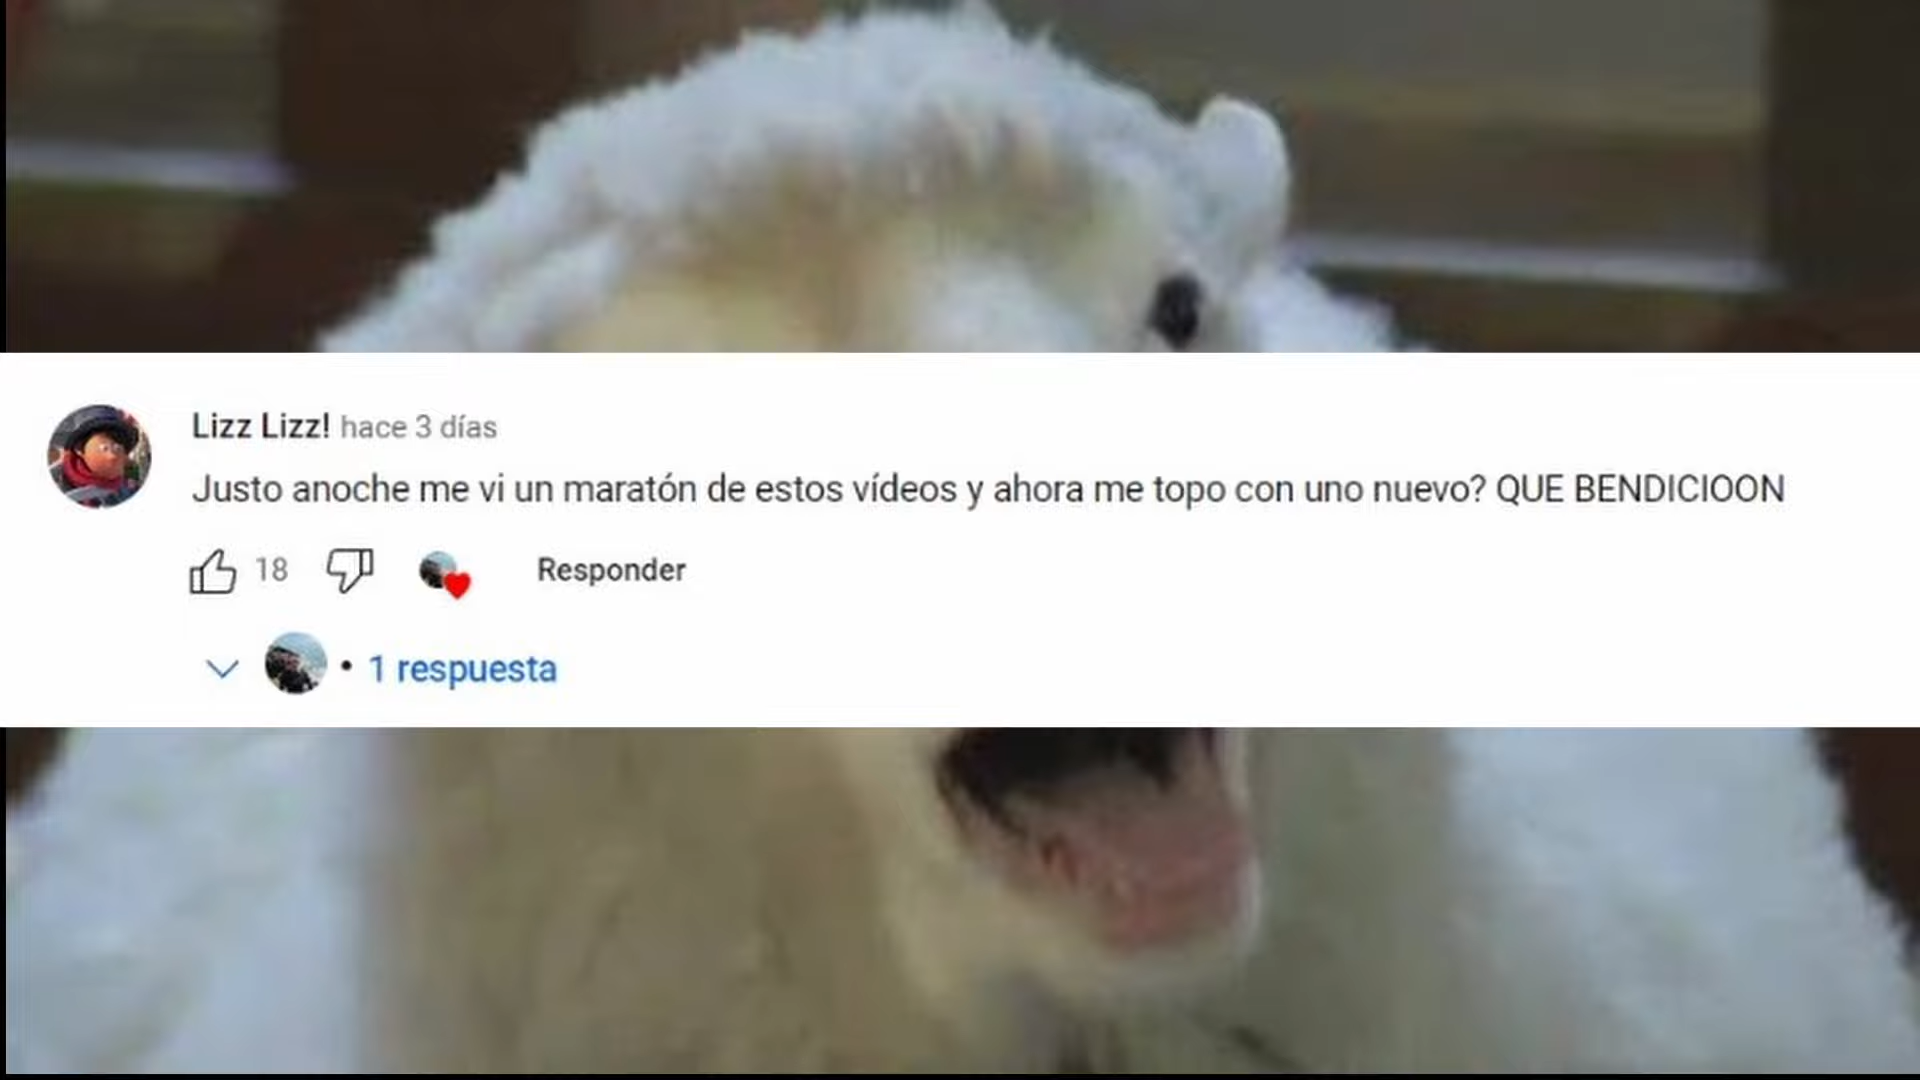 Lizz Lizz! hace 3 días
Justo anoche me vi un maratón de estos vídeos y ahora me topo con uno nuevo? QUE BENDICIOON
18 Responder
• 1 respuesta